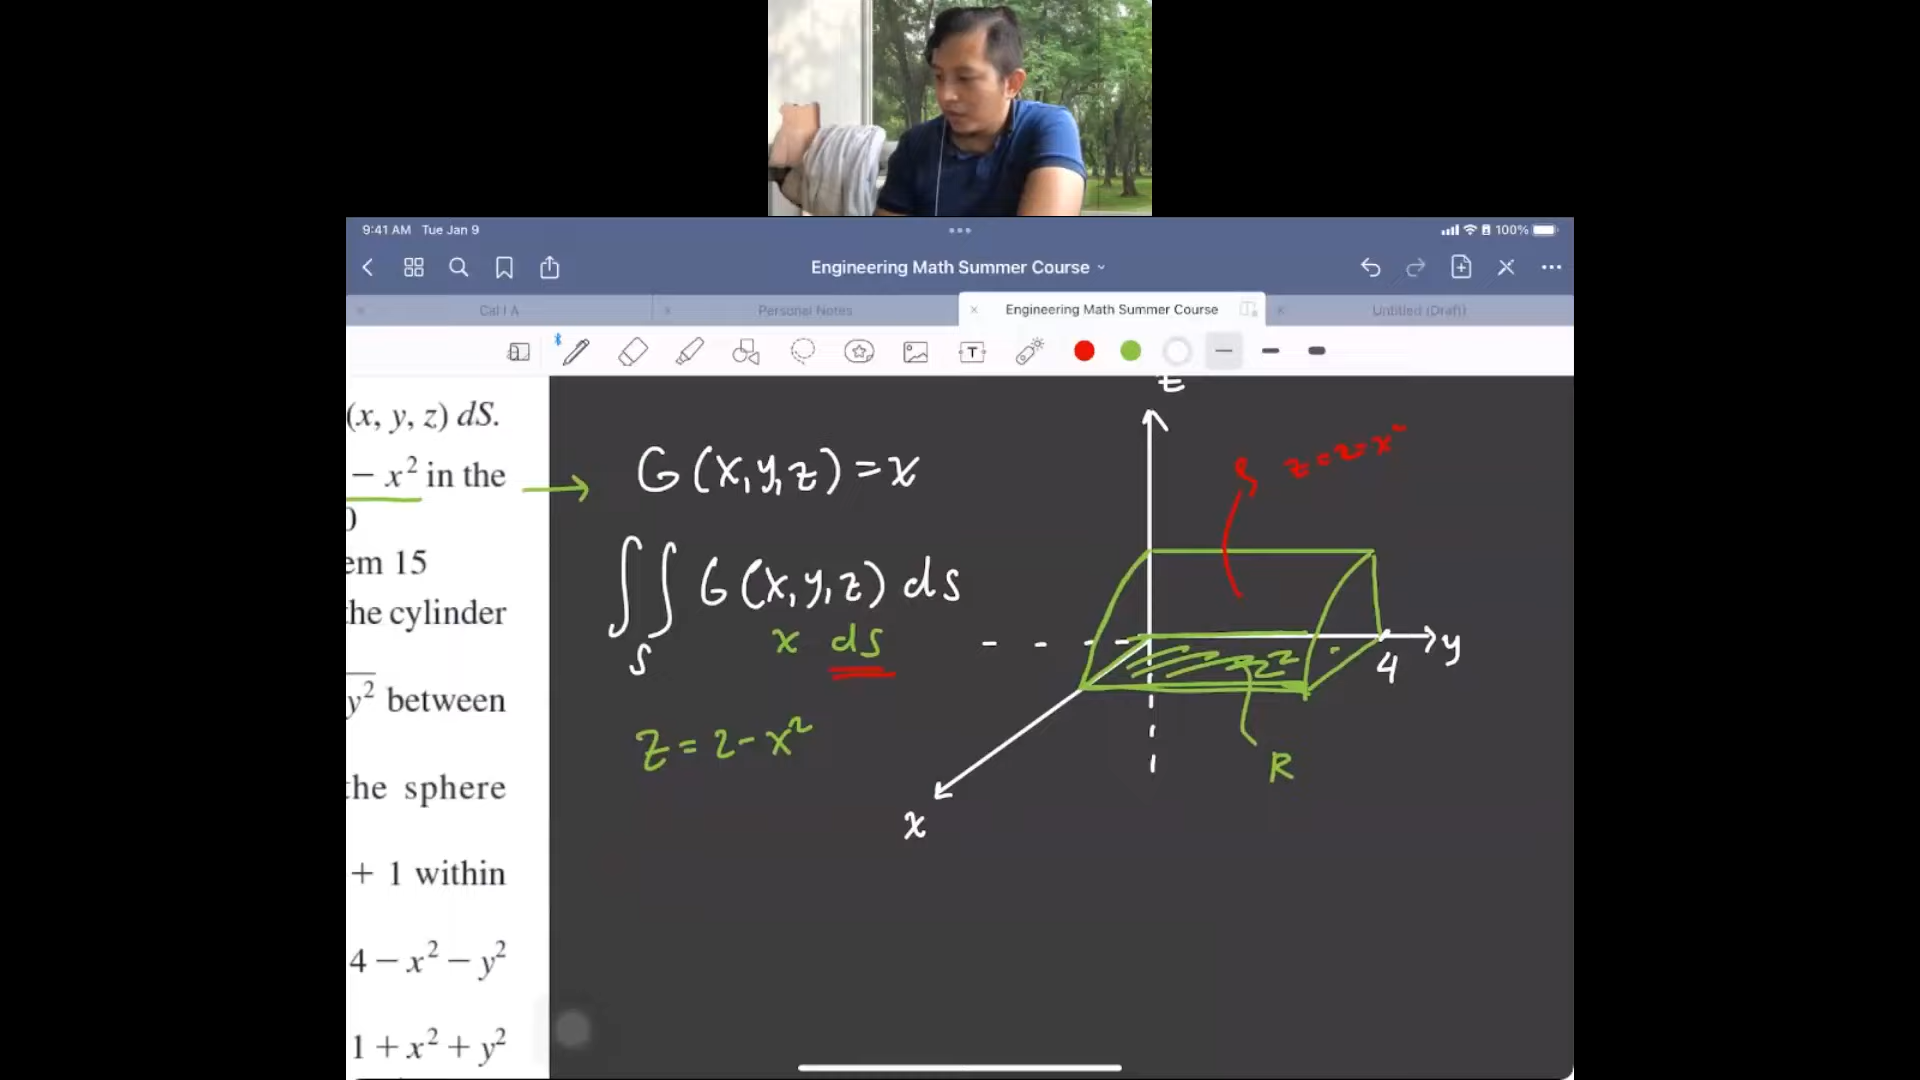 9:41 AM Tue Jan 9
100%
Engineering Math Summer Course
Cal I A
Personal Notes
Engineering Math Summer Course
Untitled (Draft)
T
(x, y, z) dS.
− x² in the
em 15
he cylinder
y² between
he sphere
+ 1 within
4 − x² − y²
1 + x² + y²
G(x,y,z) = x
∫∫ G(x,y,z) ds
S
x ds
z = 2 - x²
z
z = 2 - x²
y
4
R
x